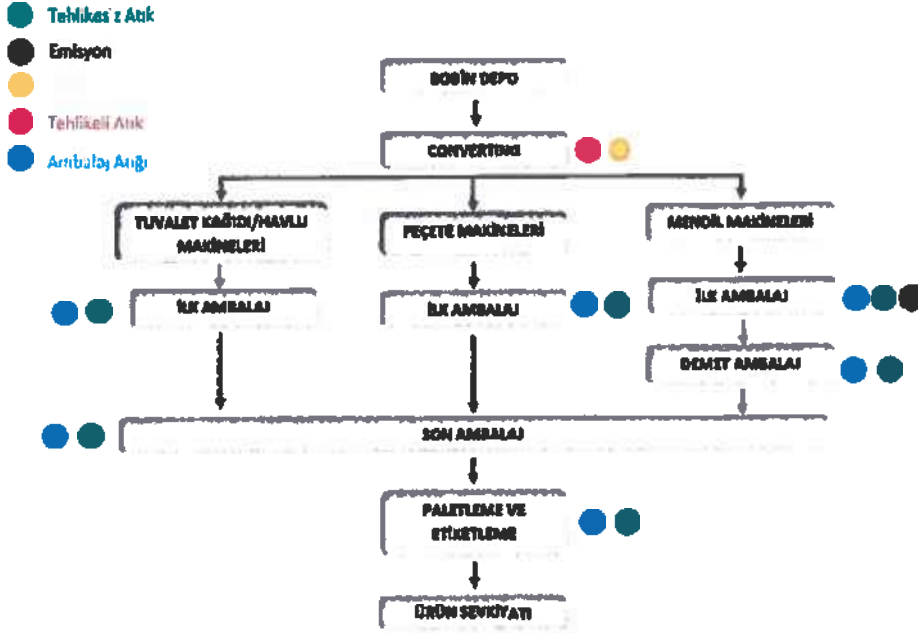 Tehlikesiz Atık
Emisyon
Tehlikeli Atık
Ambalaj Atığı
BOBİN DEPO
CONVERTING
TUVALET KAĞIDI/HAVLU
MAKİNELERİ
PEÇETE MAKİNELERİ
MENDİL MAKİNELERİ
İLK AMBALAJ
İLK AMBALAJ
İLK AMBALAJ
DEMET AMBALAJ
SON AMBALAJ
PALETLEME VE
ETİKETLEME
ÜRÜN SEVKİYATI